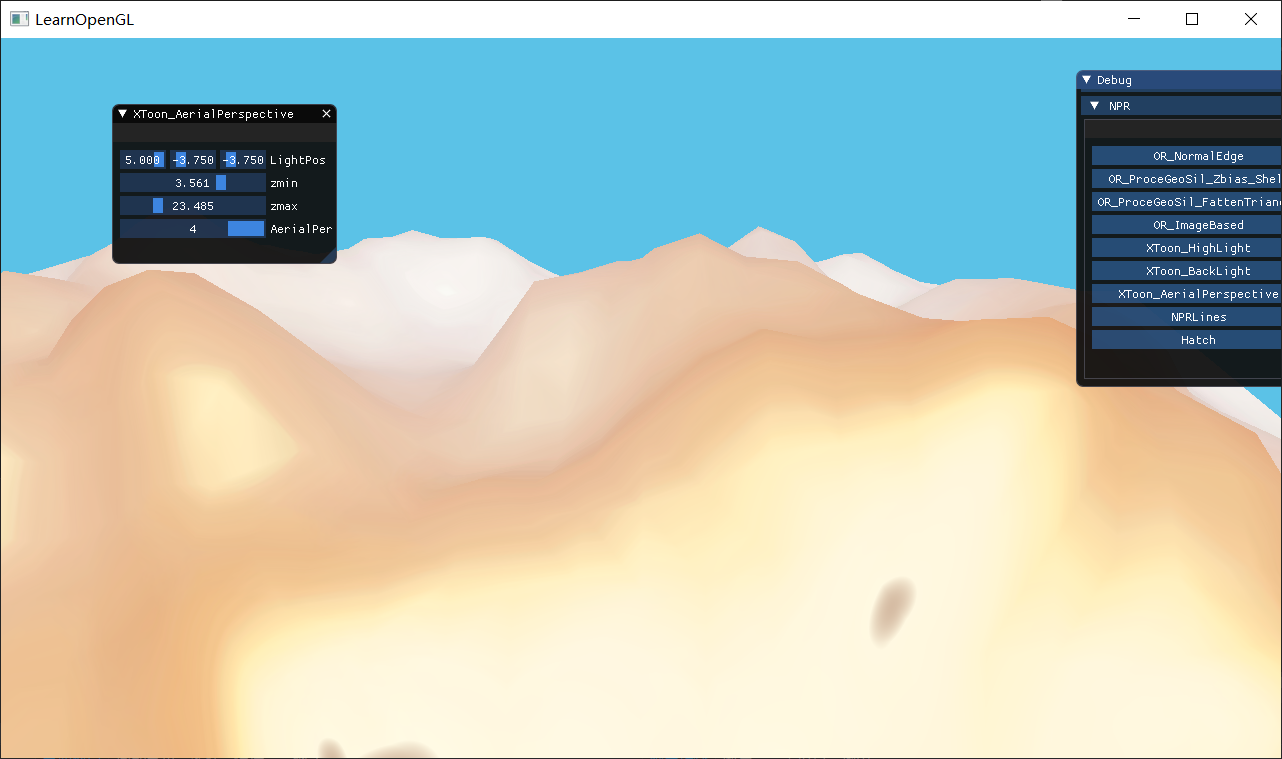 LearnOpenGL
XToon_AerialPerspective
5.000 -3.750 -3.750 LightPos
3.561 zmin
23.485 zmax
4 AerialPer
Debug
NPR
OR_NormalEdge
OR_ProceGeoSil_Zbias_Shel
OR_ProceGeoSil_FattenTrian
OR_ImageBased
XToon_HighLight
XToon_BackLight
XToon_AerialPerspective
NPRLines
Hatch